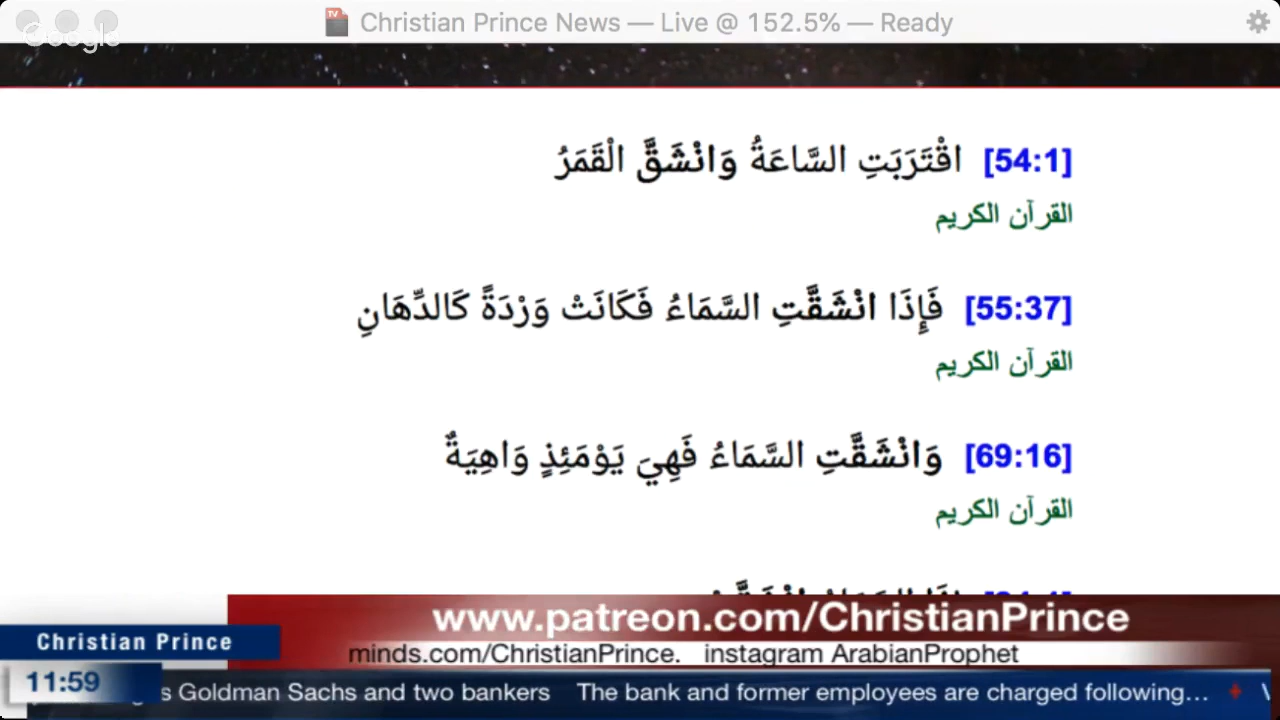 Christian Prince News — Live @ 152.5% — Ready
Google
[54:1] اقْتَرَبَتِ السَّاعَةُ وَانْشَقَّ الْقَمَرُ
القرآن الكريم
[55:37] فَإِذَا انْشَقَّتِ السَّمَاءُ فَكَانَتْ وَرْدَةً كَالدِّهَانِ
القرآن الكريم
[69:16] وَانْشَقَّتِ السَّمَاءُ فَهِيَ يَوْمَئِذٍ وَاهِيَةٌ
القرآن الكريم
www.patreon.com/ChristianPrince
Christian Prince
minds.com/ChristianPrince. instagram ArabianProphet
11:59
Goldman Sachs and two bankers The bank and former employees are charged following...